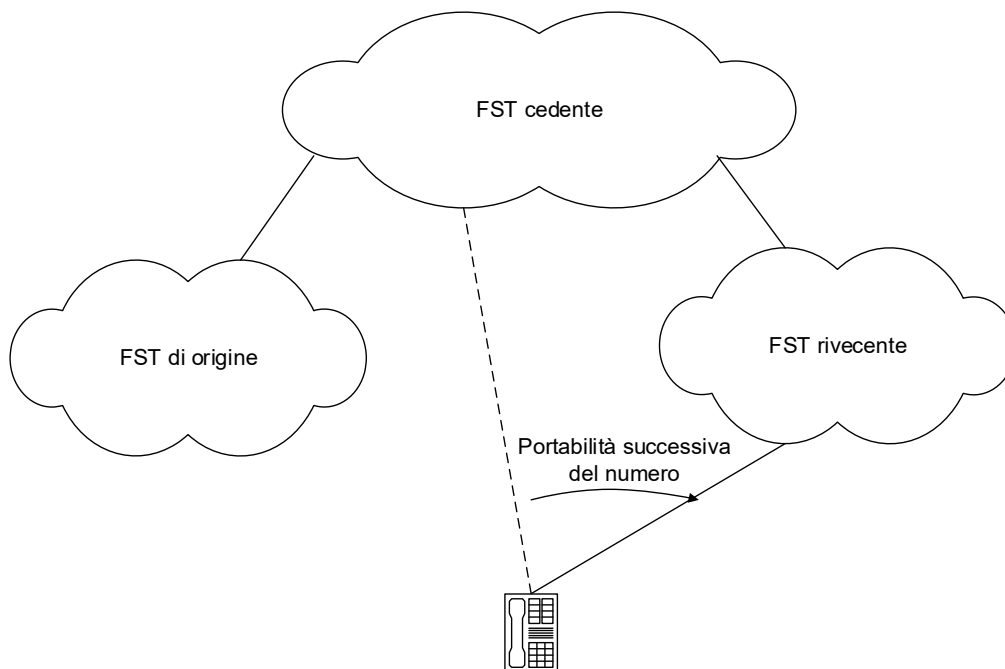 FST cedente
FST di origine
FST rivecente
Portabilità successiva
del numero